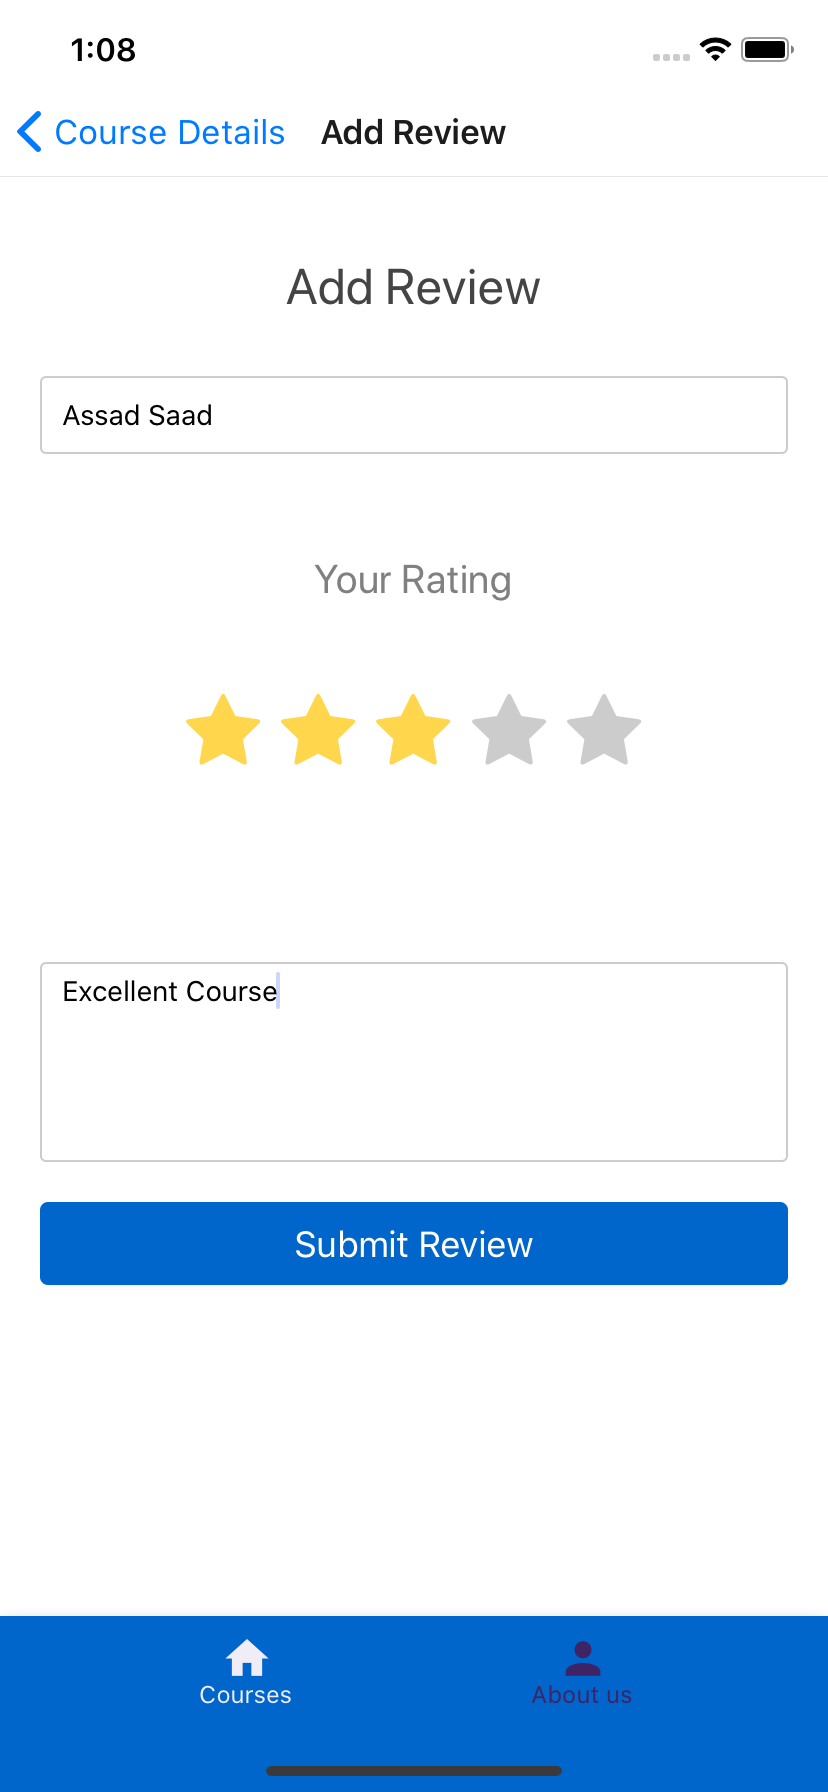 1:08
Course Details Add Review
Add Review
Assad Saad
Your Rating
Excellent Course
Submit Review
Courses About us